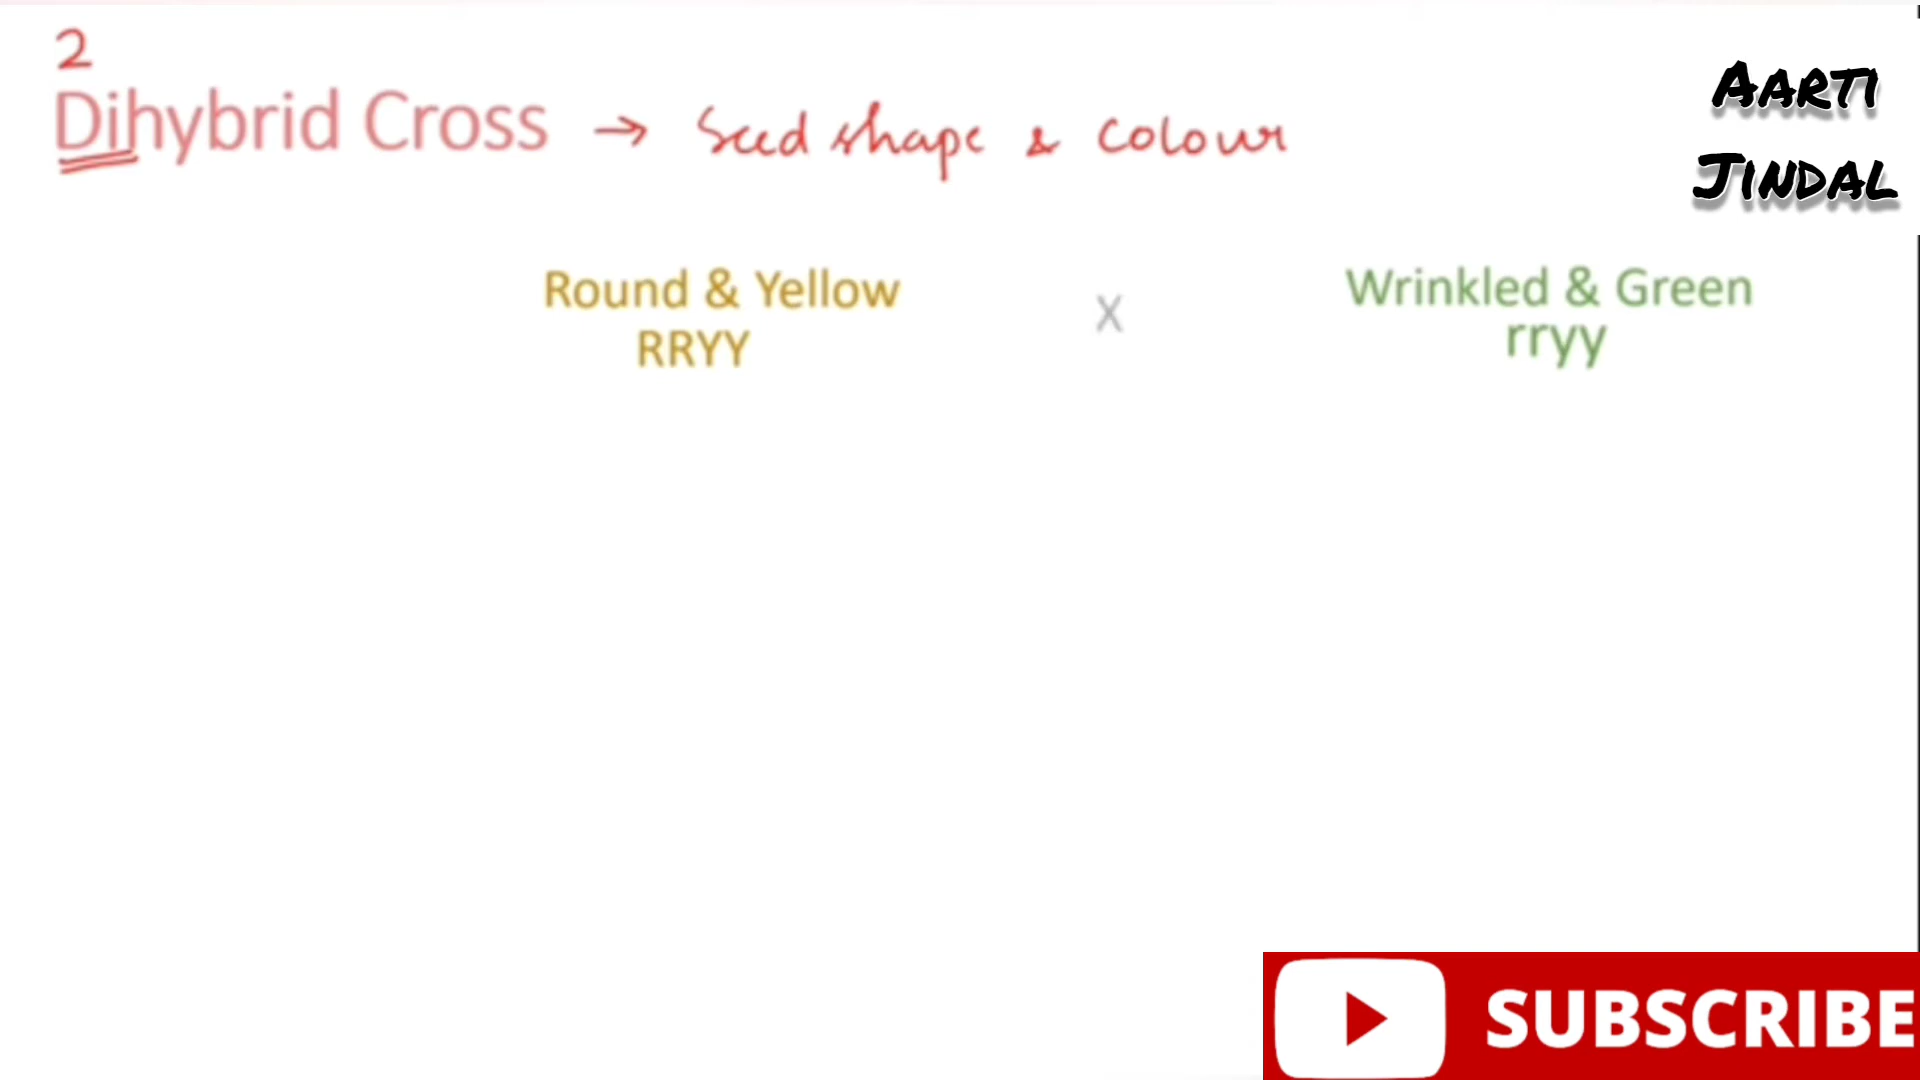 2
Dihybrid Cross → Seed shape & Colour
AARTI
JINDAL
Round & Yellow X Wrinkled & Green
RRYY rryy
SUBSCRIBE